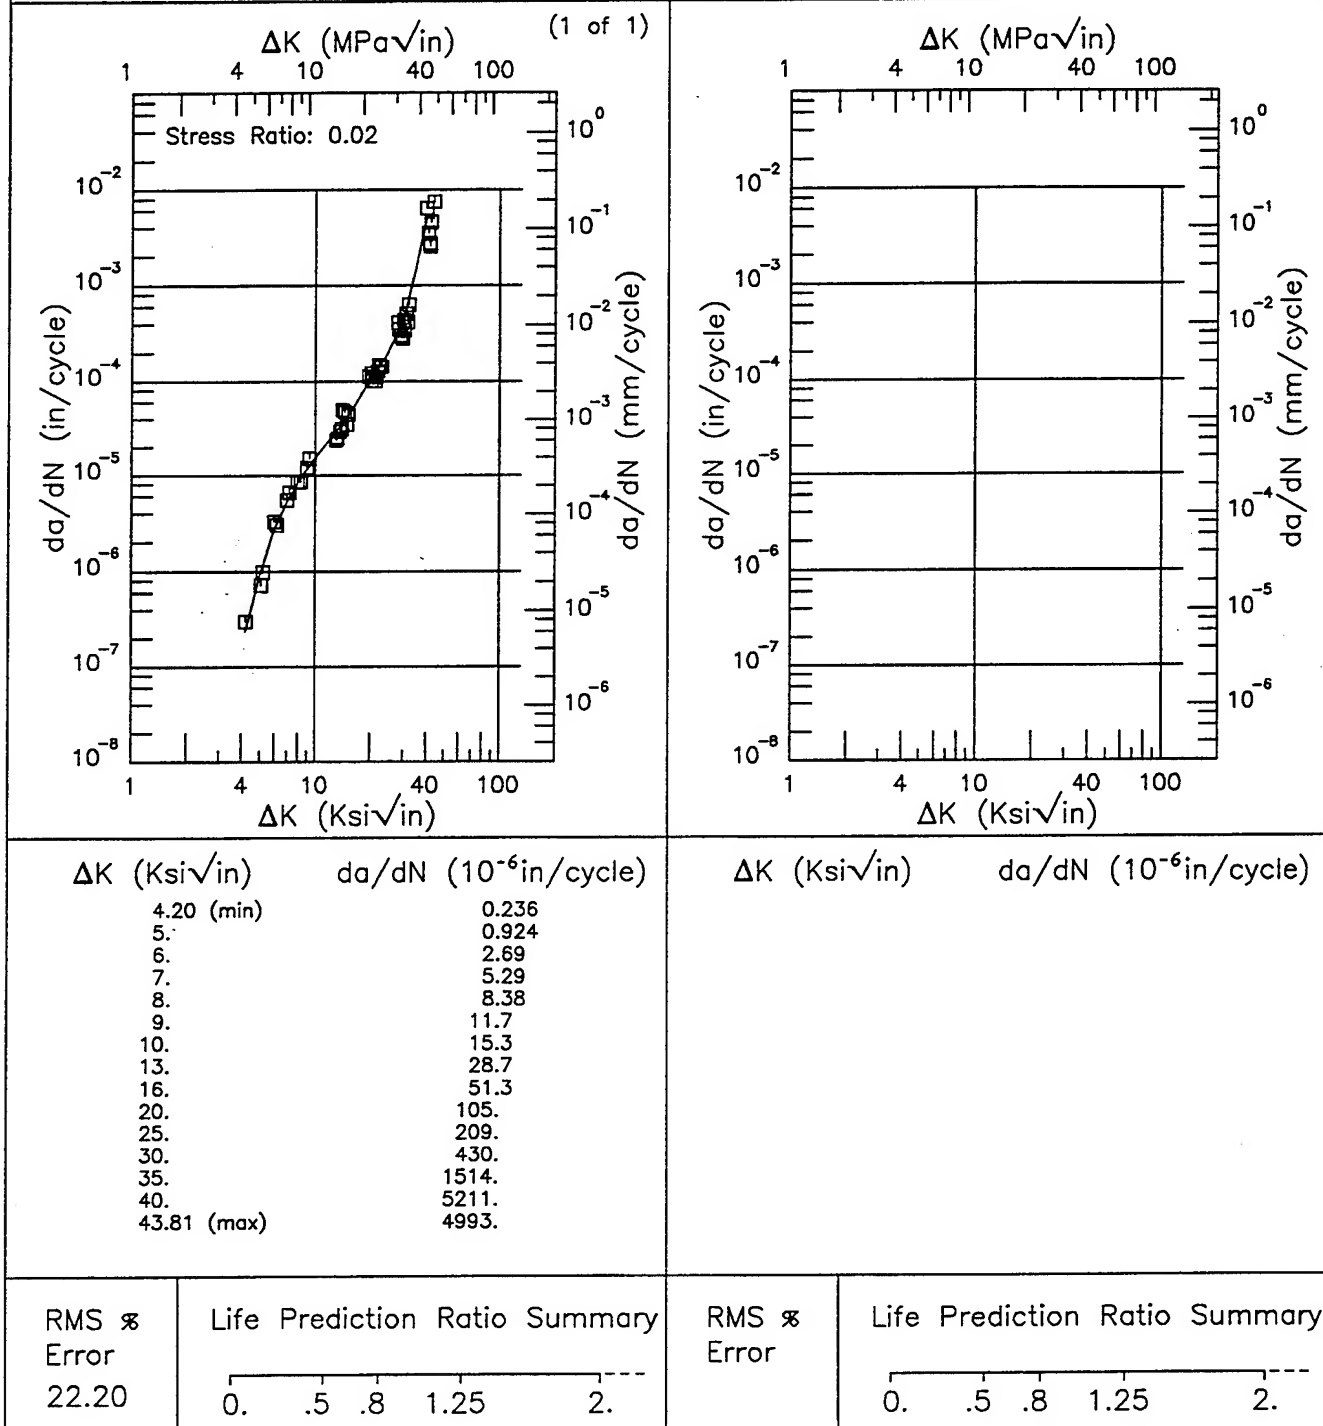 (1 of 1)
ΔK (MPa√in)
1 4 10 40 100
Stress Ratio: 0.02
da/dN (in/cycle)
10⁻²
10⁻³
10⁻⁴
10⁻⁵
10⁻⁶
10⁻⁷
10⁻⁸
10⁰
10⁻¹
10⁻²
10⁻³
10⁻⁴
10⁻⁵
10⁻⁶
da/dN (mm/cycle)
1 4 10 40 100
ΔK (Ksi√in)
ΔK (MPa√in)
1 4 10 40 100
da/dN (in/cycle)
10⁻²
10⁻³
10⁻⁴
10⁻⁵
10⁻⁶
10⁻⁷
10⁻⁸
10⁰
10⁻¹
10⁻²
10⁻³
10⁻⁴
10⁻⁵
10⁻⁶
da/dN (mm/cycle)
1 4 10 40 100
ΔK (Ksi√in)
ΔK (Ksi√in) da/dN (10⁻⁶in/cycle)
4.20 (min) 0.236
5. 0.924
6. 2.69
7. 5.29
8. 8.38
9. 11.7
10. 15.3
13. 28.7
16. 51.3
20. 105.
25. 209.
30. 430.
35. 1514.
40. 5211.
43.81 (max) 4993.
ΔK (Ksi√in) da/dN (10⁻⁶in/cycle)
RMS %
Error
22.20
Life Prediction Ratio Summary
0. .5 .8 1.25 2.
RMS %
Error
Life Prediction Ratio Summary
0. .5 .8 1.25 2.